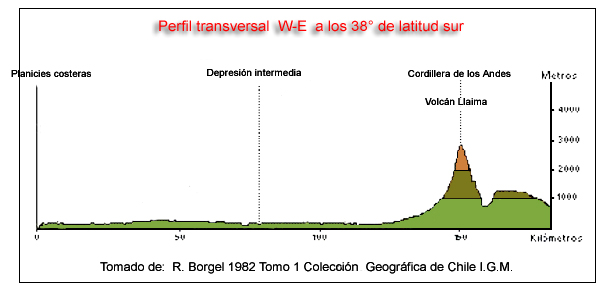 Perfil transversal W-E a los 38° de latitud sur
Planicies costeras
Depresión intermedia
Cordillera de los Andes
Metros
Volcán Llaima
4000
3000
2000
1000
0
50
100
150
Kilómetros
Tomado de: R. Borgel 1982 Tomo 1 Colección Geográfica de Chile I.G.M.